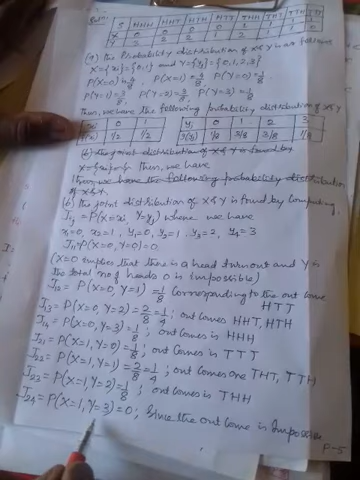 S HHH HHT HTH HTT THH THT TTH TTT
X 0 0 0 0 1 1 1 1
(a) The Probability distribution of X & Y is as follows
X = {xi} = {0,1} and Y = {yj} = {0,1,2,3}
P(X=0) = 4/8, P(X=1) = 4/8 P(Y=0) = 1/8
P(Y=1) = 3/8, P(Y=2) = 3/8, P(Y=3) = 1/8
Then, we have the following probability distribution of X & Y
xi 0 1 yj 0 1 2 3
f(xi) 1/2 1/2 g(yj) 1/8 3/8 3/8 1/8
(b) The joint distribution of X & Y is found by
then, we have
then, we have the following probability distribution
of X & Y.
(b) The joint distribution of X & Y is found by computing.
Jij = P(X=xi, Y=yj) where we have
x1=0, x2=1, y1=0, y2=1, y3=2, y4=3
J11 = P(X=0, Y=0) = 0.
(X=0 implies that there is a head turnout and Y is
the total no of heads 0 is impossible)
J12 = P(X=0, Y=1) = 1/8 Corresponding to the out come
HTT
J13 = P(X=0, Y=2) = 2/8 = 1/4; out comes HHT, HTH
J14 = P(X=0, Y=3) = 1/8; out comes is HHH
J21 = P(X=1, Y=0) = 1/8; out comes is TTT
J22 = P(X=1, Y=1) = 2/8 = 1/4; out comes are THT, TTH
J23 = P(X=1, Y=2) = 1/8; out comes is THH
J24 = P(X=1, Y=3) = 0; Since the out come is Impossible
P-5